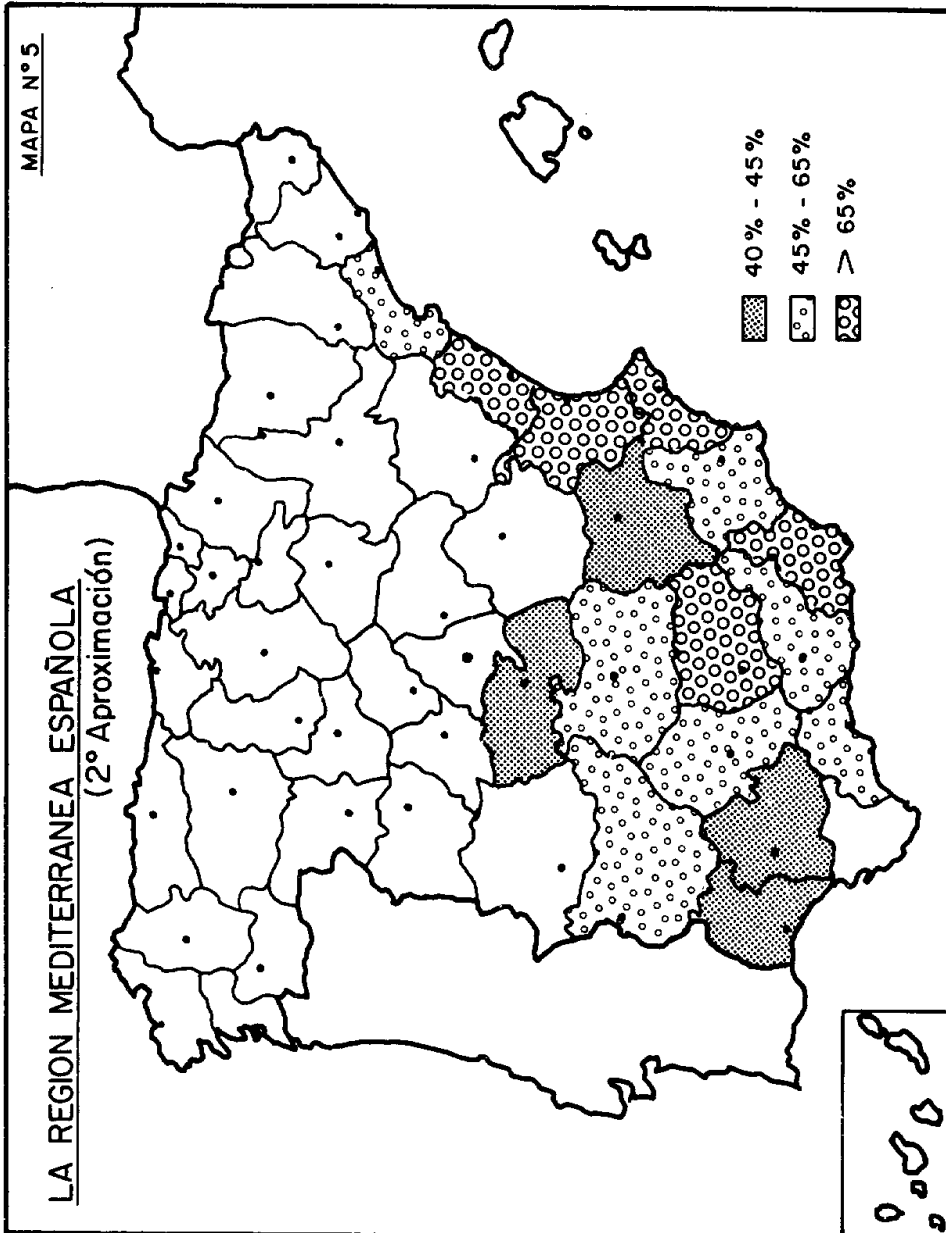 MAPA N° 5
LA REGION MEDITERRANEA ESPAÑOLA
(2° Aproximación)
40% - 45%
45% - 65%
> 65%